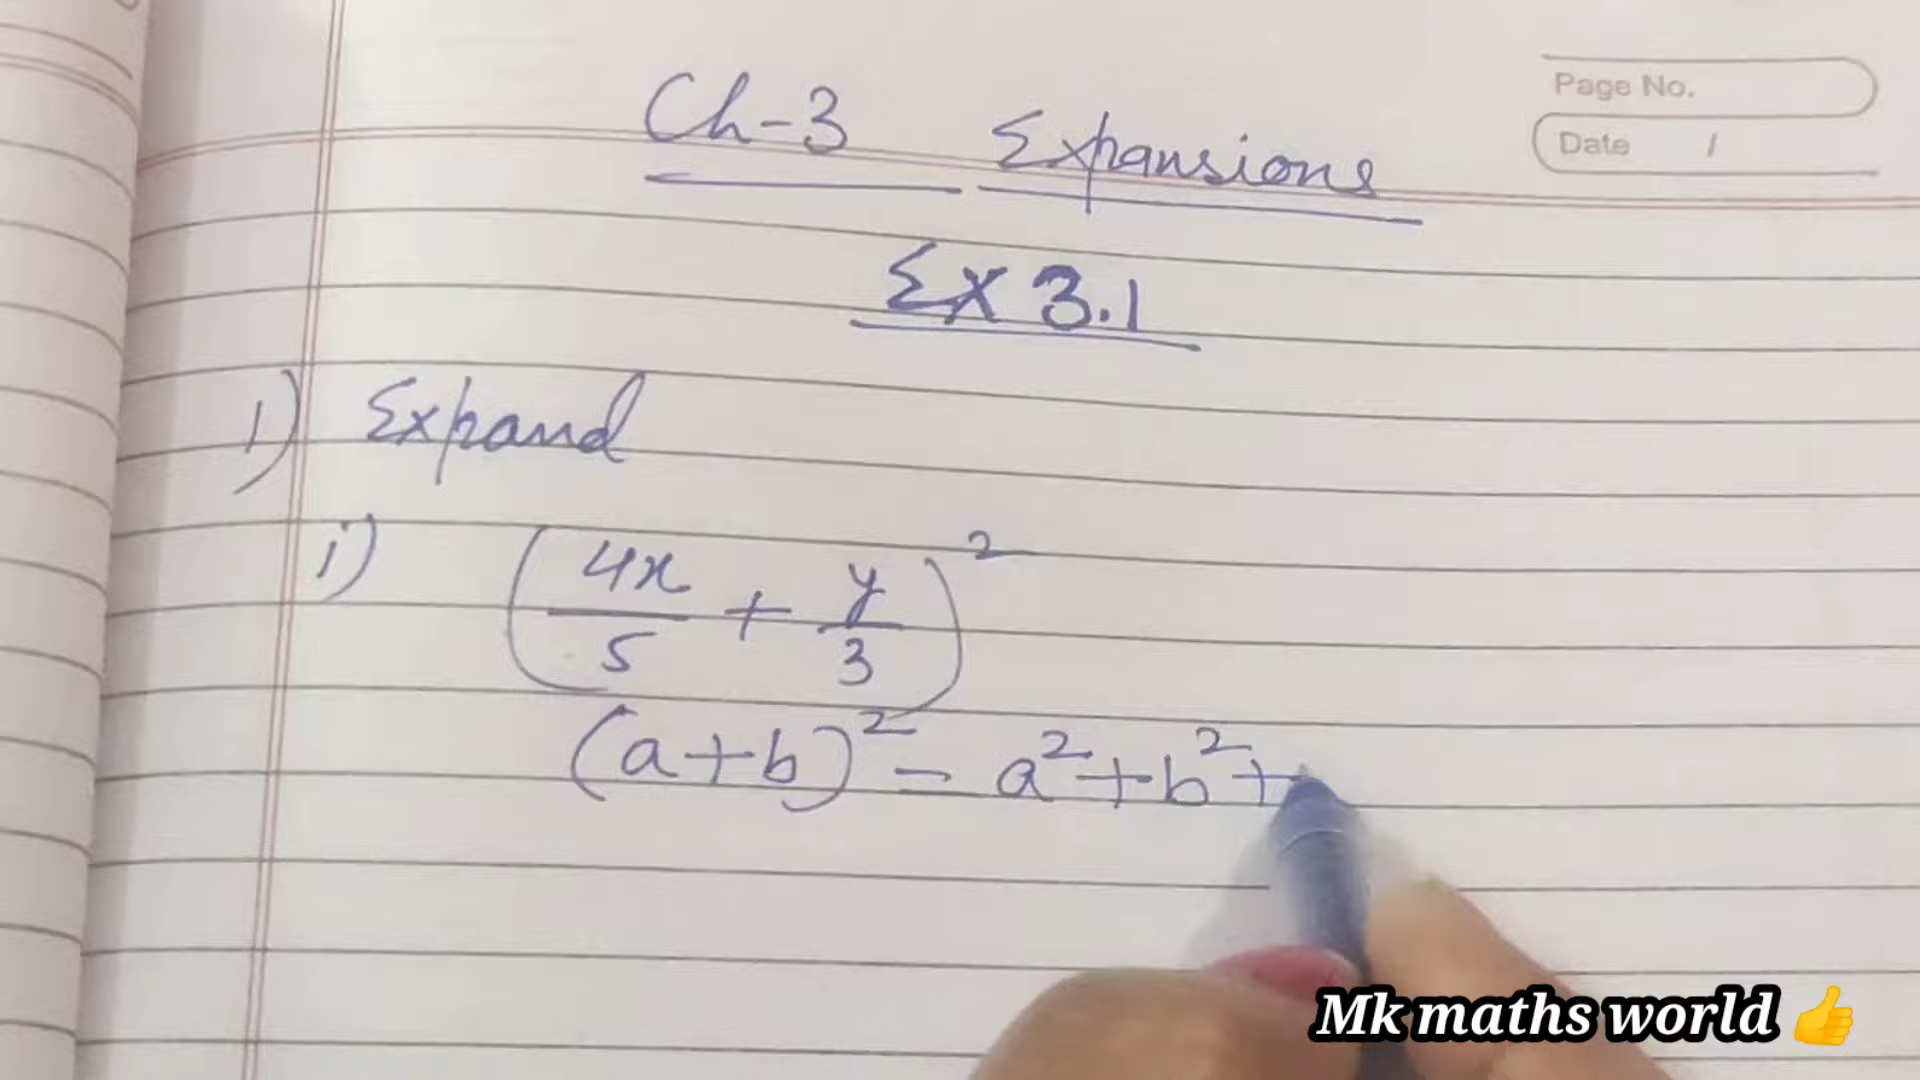 Page No.
Date /
Ch-3 Expansions
Ex 3.1
1) Expand
i) (4x/5 + y/3)²
(a+b)² = a²+b²+
Mk maths world 👍